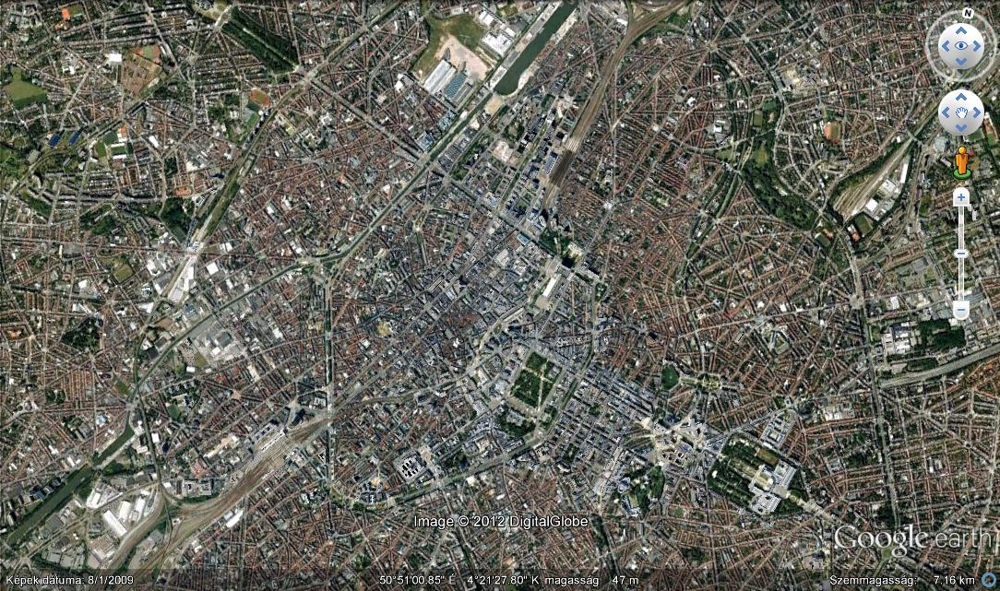 N
Image © 2012 DigitalGlobe
Google earth
Képek dátuma: 8/1/2009 50°51'00.85" É 4°21'27.80" K magasság 47 m Szemmagasság: 7.16 km